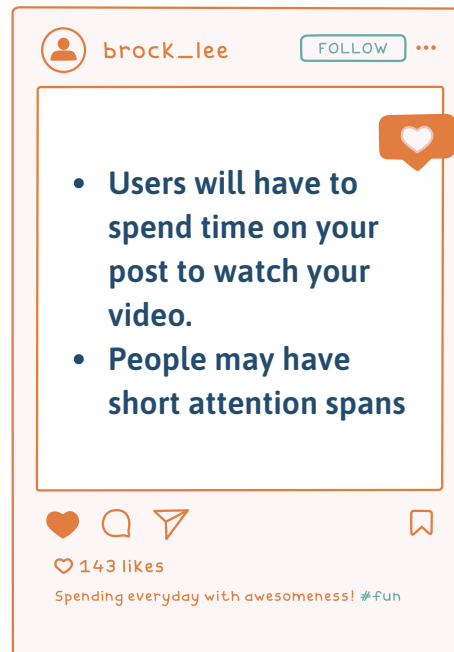 brock_lee
FOLLOW
• Users will have to
spend time on your
post to watch your
video.
• People may have
short attention spans
143 likes
Spending everyday with awesomeness! #fun